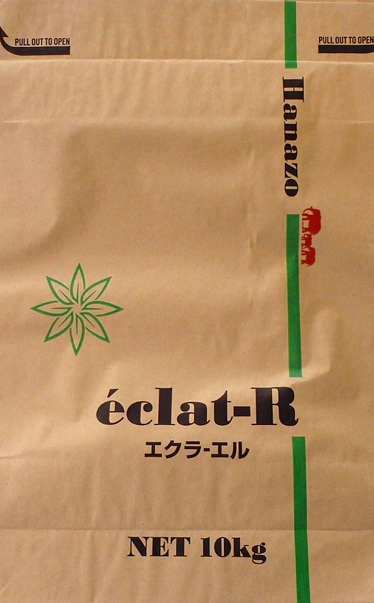 PULL OUT TO OPEN
PULL OUT TO OPEN
Hanazo
éclat-R
エクラ-エル
NET 10kg